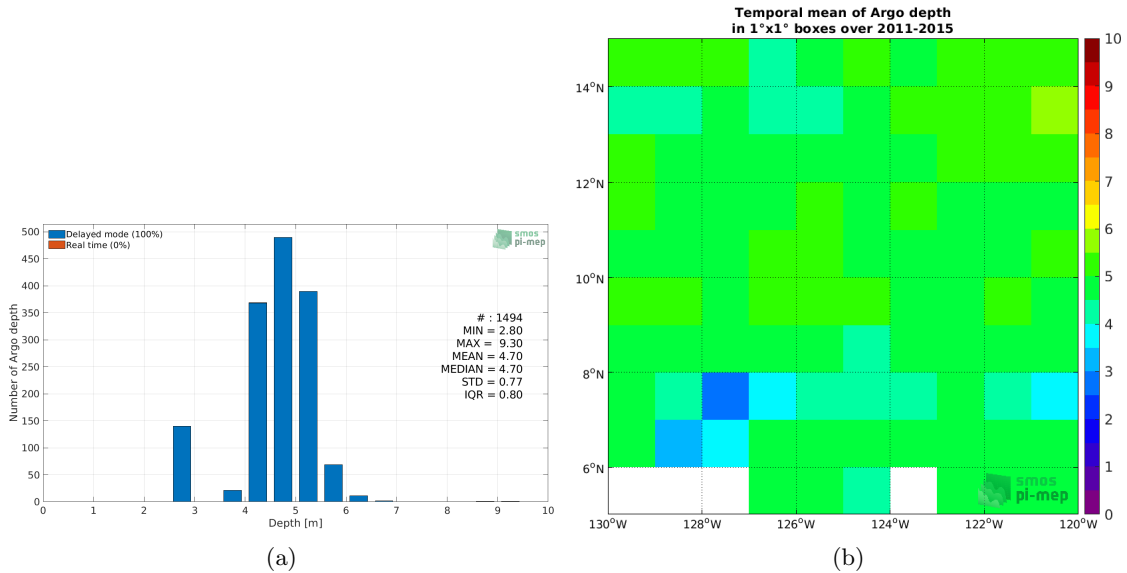 Delayed mode (100%)
Real time (0%)
smos
pi-mep
Number of Argo depth
500
450
400
350
300
250
200
150
100
50
0
# : 1494
MIN = 2.80
MAX = 9.30
MEAN = 4.70
MEDIAN = 4.70
STD = 0.77
IQR = 0.80
0 1 2 3 4 5 6 7 8 9 10
Depth [m]
(a)
Temporal mean of Argo depth
in 1°x1° boxes over 2011-2015
14°N
12°N
10°N
8°N
6°N
130°W 128°W 126°W 124°W 122°W 120°W
smos
pi-mep
10
9
8
7
6
5
4
3
2
1
0
(b)